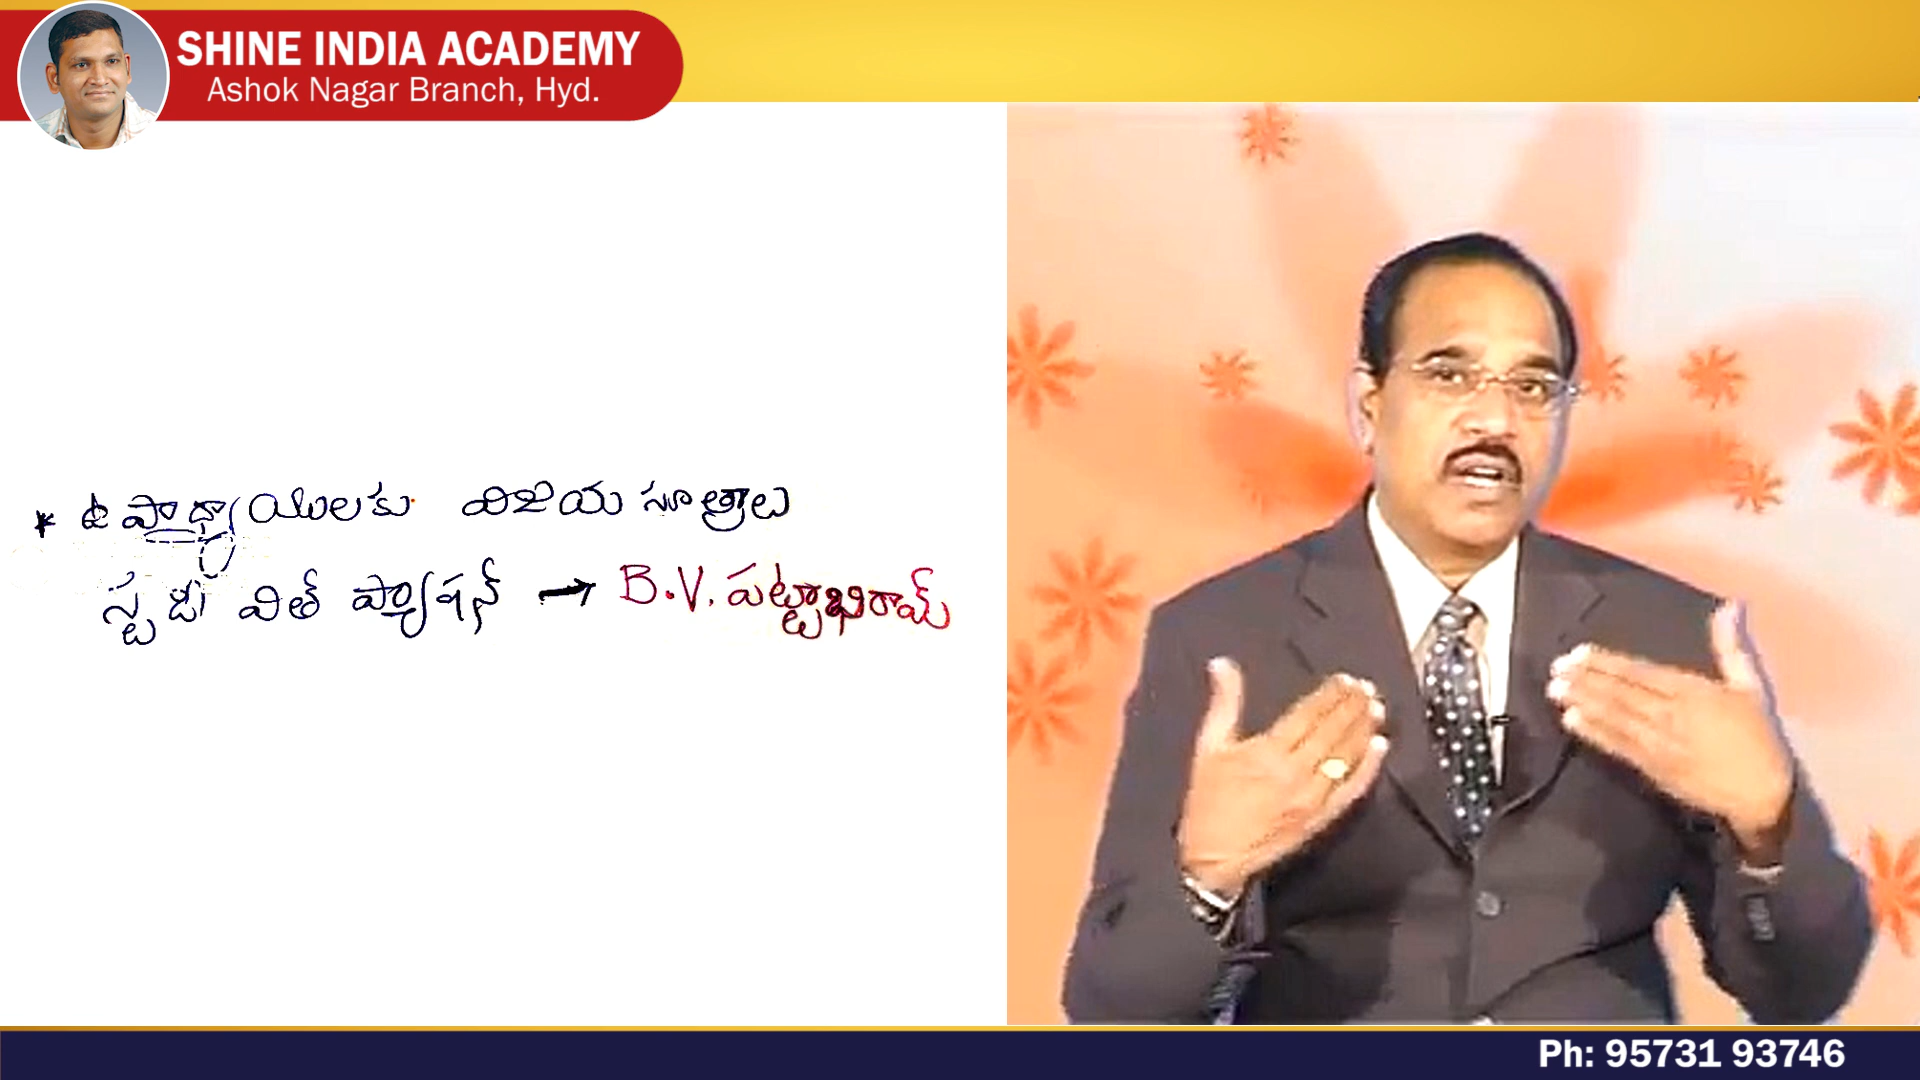 SHINE INDIA ACADEMY
Ashok Nagar Branch, Hyd.
* ఉపాధ్యాయులకు విజయ సూత్రాలు
స్టడీ విత్ ప్యాషన్ → B.V. పట్టాభిరామ్
Ph: 95731 93746